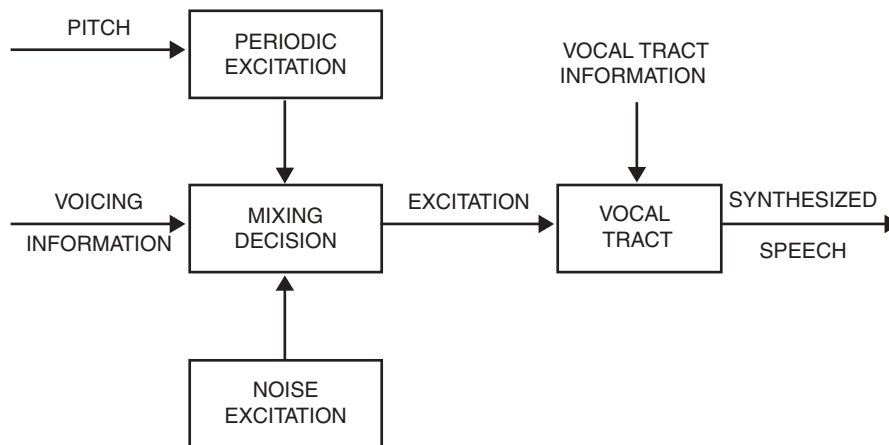 PITCH
PERIODIC
EXCITATION
VOCAL TRACT
INFORMATION
VOICING
INFORMATION
MIXING
DECISION
EXCITATION
VOCAL
TRACT
SYNTHESIZED
SPEECH
NOISE
EXCITATION